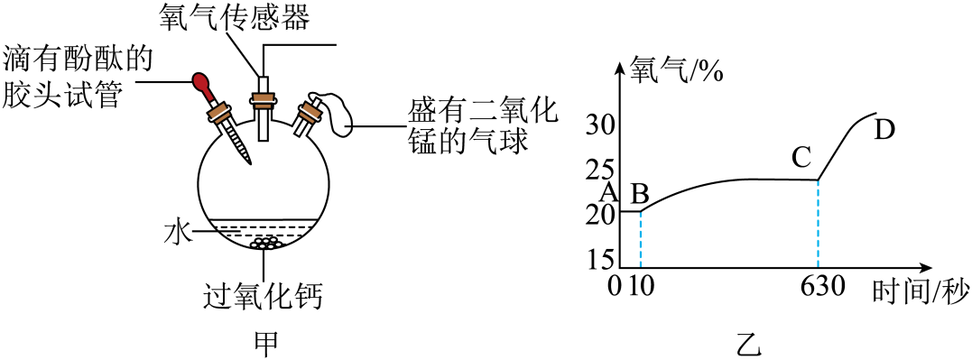 氧气传感器
滴有酚酞的
胶头试管
盛有二氧化
锰的气球
水
过氧化钙
甲
氧气/%
30
25
20
15
A
B
C
D
0
10
630
时间/秒
乙